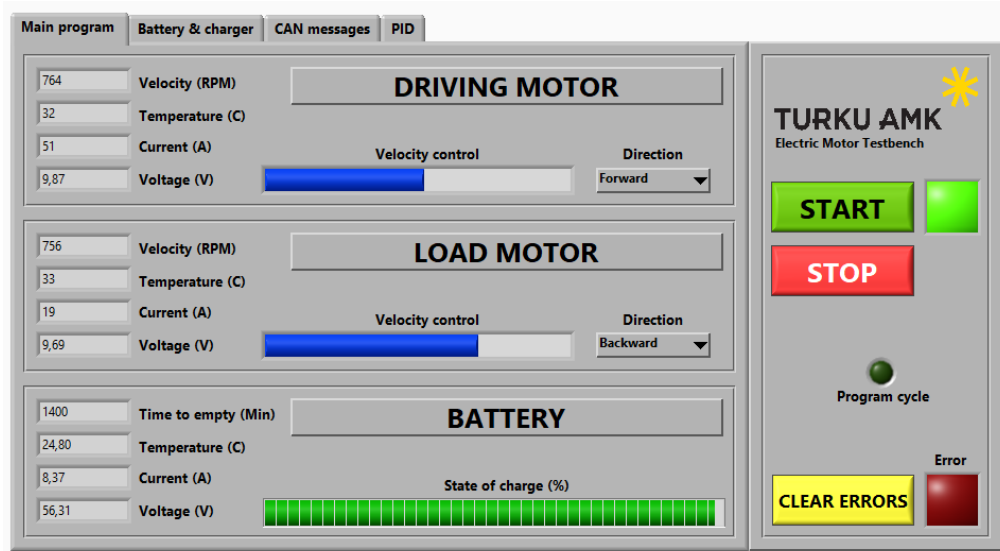 Main program
Battery & charger
CAN messages
PID
764 Velocity (RPM)
DRIVING MOTOR
32 Temperature (C)
51 Current (A)
Velocity control
Direction
9,87 Voltage (V)
Forward
756 Velocity (RPM)
LOAD MOTOR
33 Temperature (C)
19 Current (A)
Velocity control
Direction
9,69 Voltage (V)
Backward
1400 Time to empty (Min)
BATTERY
24,80 Temperature (C)
8,37 Current (A)
State of charge (%)
56,31 Voltage (V)
TURKU AMK
Electric Motor Testbench
START
STOP
Program cycle
Error
CLEAR ERRORS